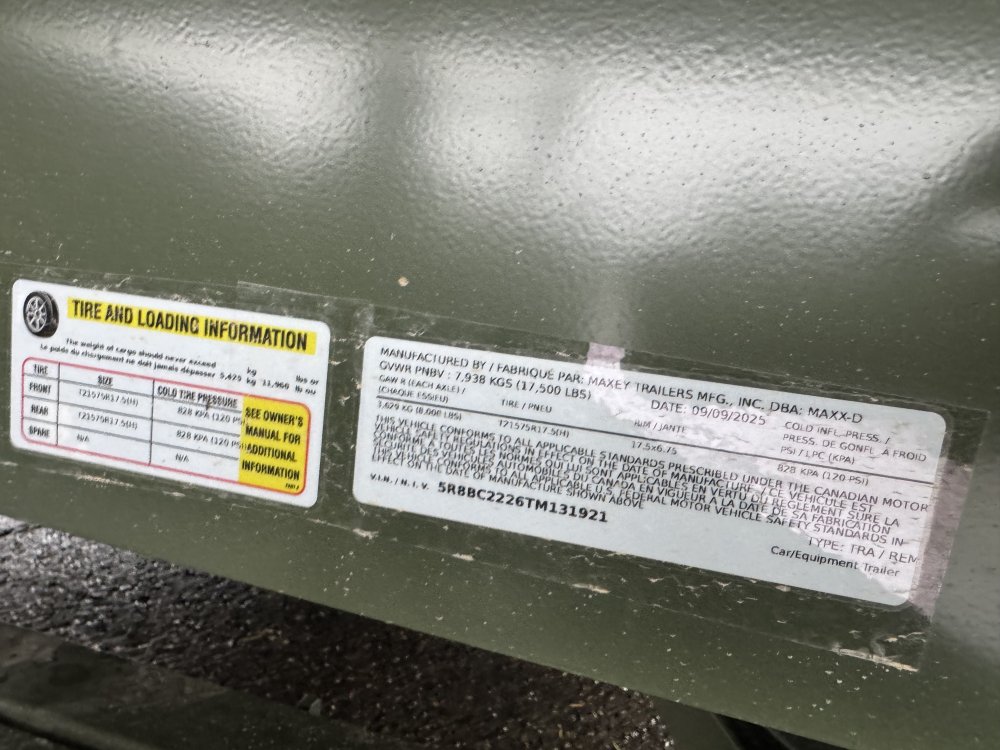 TIRE AND LOADING INFORMATION
The weight of cargo should never exceed kg lbs or
Le poids du chargement ne doit jamais dépasser 5,425 kg 11,960 lb ou
TIRE SIZE COLD TIRE PRESSURE
FRONT T21575R17.5(H) 828 KPA (120 PSI)
REAR T21575R17.5(H) 828 KPA (120 PSI)
SPARE N/A N/A
SEE OWNER'S
MANUAL FOR
ADDITIONAL
INFORMATION
MANUFACTURED BY / FABRIQUÉ PAR: MAXEY TRAILERS MFG., INC. DBA: MAXX-D
GVWR PNBV : 7,938 KGS (17,500 LBS) DATE: 09/09/2025
GAWR (EACH AXLE) / TIRE / PNEU RIM / JANTE COLD INFL. PRESS. /
(CHAQUE ESSIEU) PRESS. DE GONFL. A FROID
PSI / LPC (KPA)
3,629 KG (8,000 LBS) T21575R17.5(H) 17.5x6.75 828 KPA (120 PSI)
THIS VEHICLE CONFORMS TO ALL APPLICABLE STANDARDS PRESCRIBED UNDER THE CANADIAN MOTOR
VEHICLE SAFETY REGULATIONS IN EFFECT ON THE DATE OF MANUFACTURE / CE VÉHICULE EST
CONFORME À TOUTES LES NORMES QUI LUI SONT APPLICABLES EN VERTU DU RÈGLEMENT SUR LA
SÉCURITÉ DES VÉHICULES AUTOMOBILES DU CANADA EN VIGUEUR À LA DATE DE SA FABRICATION
THIS VEHICLE CONFORMS TO APPLICABLE U.S. FEDERAL MOTOR VEHICLE SAFETY STANDARDS IN
EFFECT ON THE DATE OF MANUFACTURE SHOWN ABOVE
V.I.N. / N.I.V. 5R8BC2226TM131921 TYPE: TRA / REM
Car/Equipment Trailer